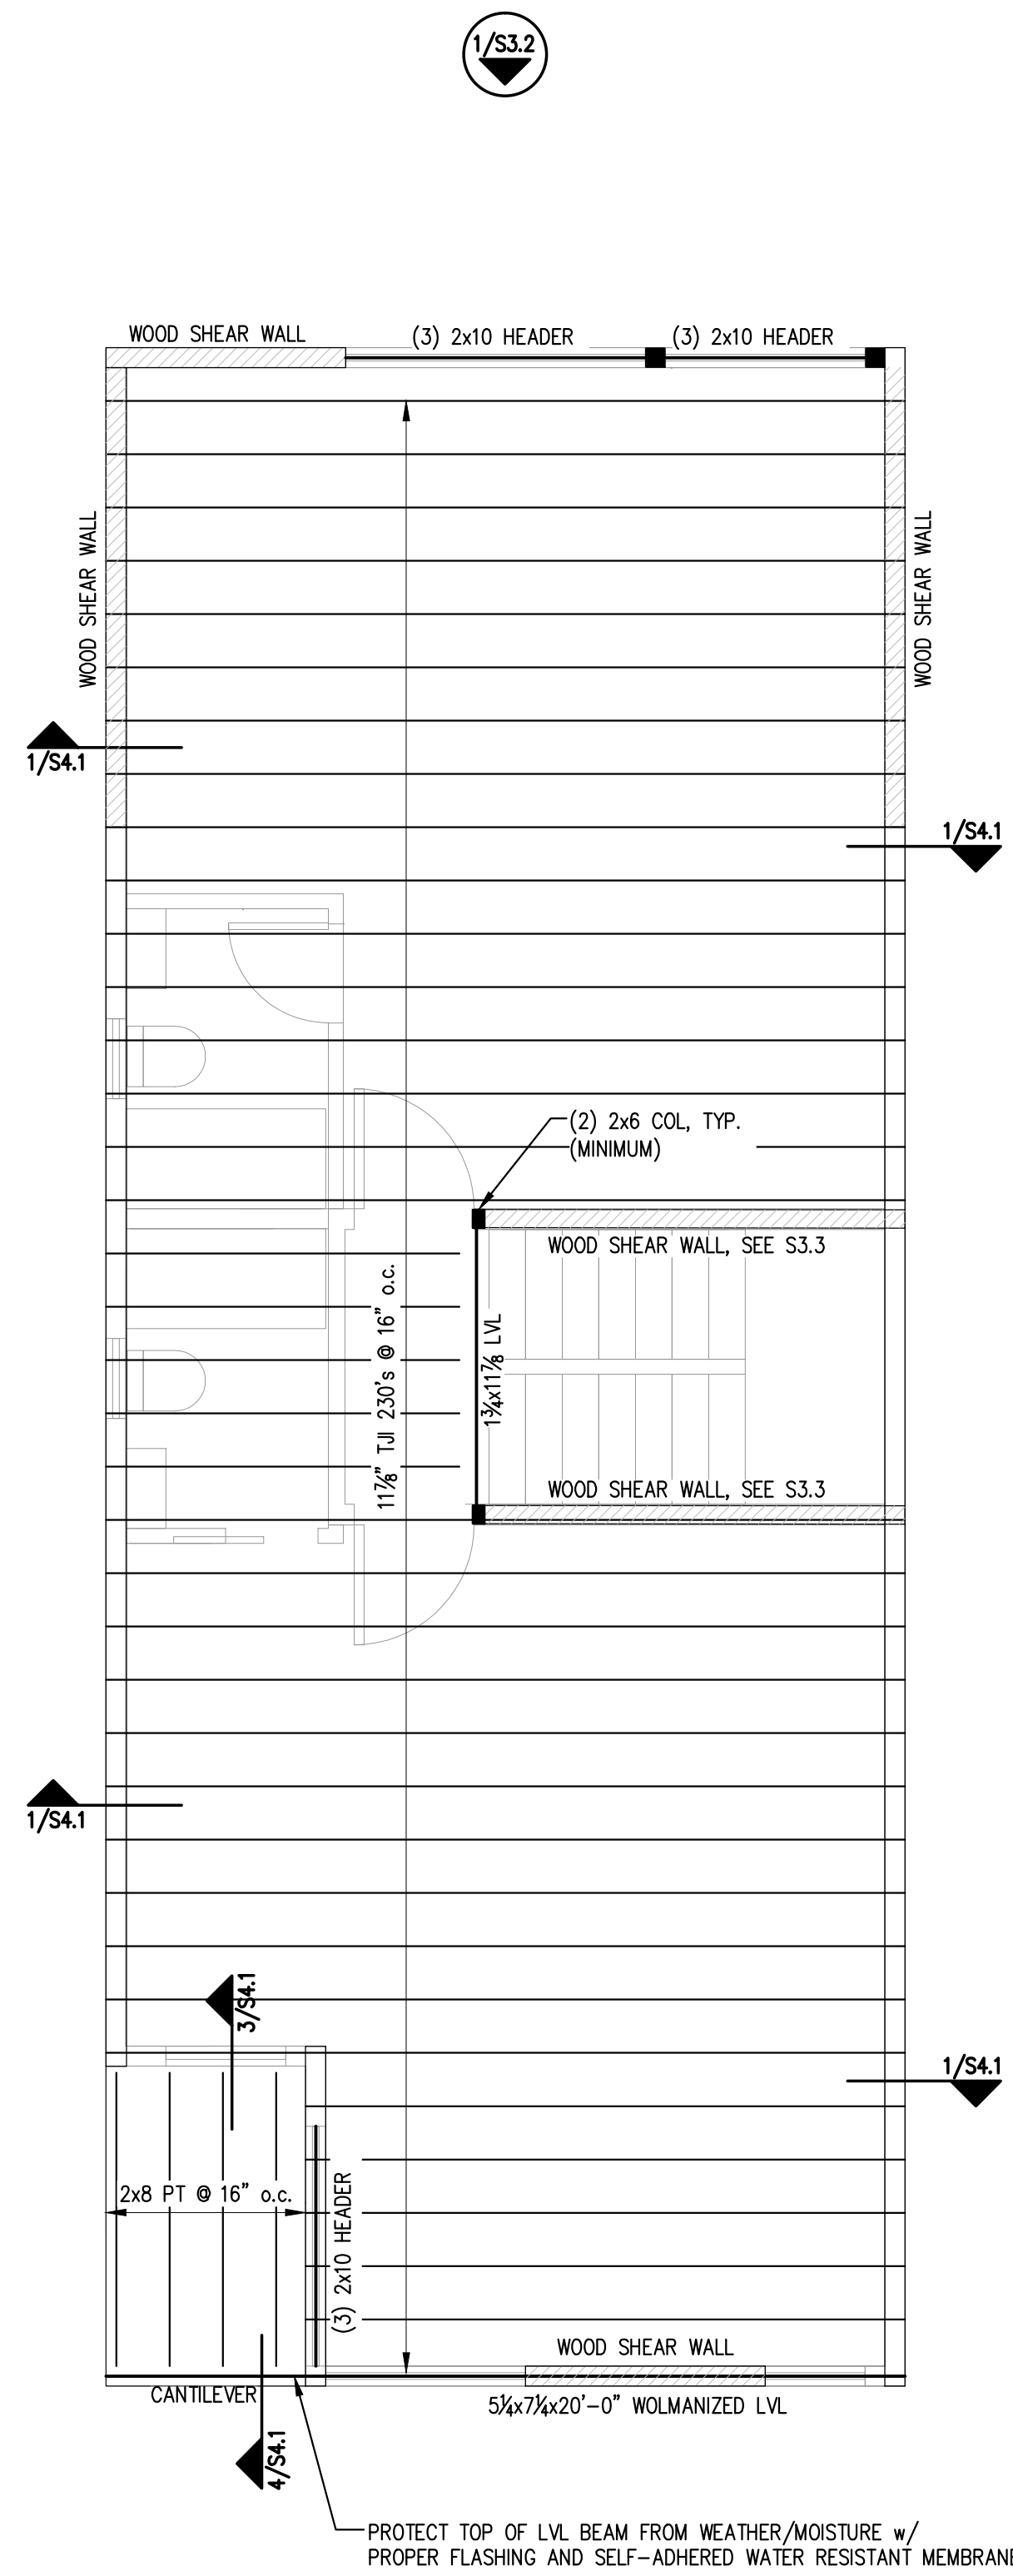 1/S3.2
WOOD SHEAR WALL
(3) 2x10 HEADER
(3) 2x10 HEADER
WOOD SHEAR WALL
WOOD SHEAR WALL
1/S4.1
1/S4.1
(2) 2x6 COL, TYP.
(MINIMUM)
WOOD SHEAR WALL, SEE S3.3
11⅞" TJI 230's @ 16" o.c.
1¾x11⅞ LVL
WOOD SHEAR WALL, SEE S3.3
1/S4.1
3/S4.1
1/S4.1
2x8 PT @ 16" o.c.
(3) 2x10 HEADER
WOOD SHEAR WALL
CANTILEVER
5¼x7¼x20'-0" WOLMANIZED LVL
4/S4.1
PROTECT TOP OF LVL BEAM FROM WEATHER/MOISTURE w/
PROPER FLASHING AND SELF-ADHERED WATER RESISTANT MEMBRANE